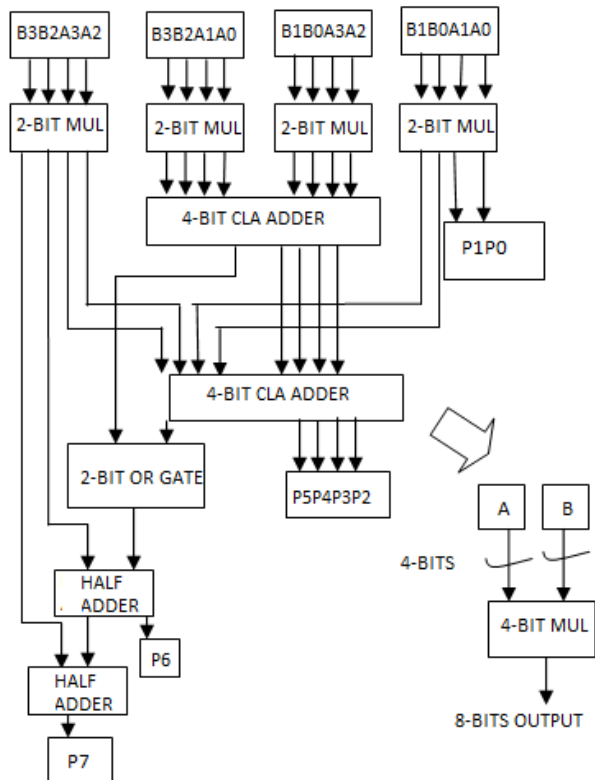 B3B2A3A2
B3B2A1A0
B1B0A3A2
B1B0A1A0
2-BIT MUL
2-BIT MUL
2-BIT MUL
2-BIT MUL
4-BIT CLA ADDER
P1P0
4-BIT CLA ADDER
2-BIT OR GATE
P5P4P3P2
A
B
4-BITS
HALF
ADDER
4-BIT MUL
P6
HALF
ADDER
8-BITS OUTPUT
P7